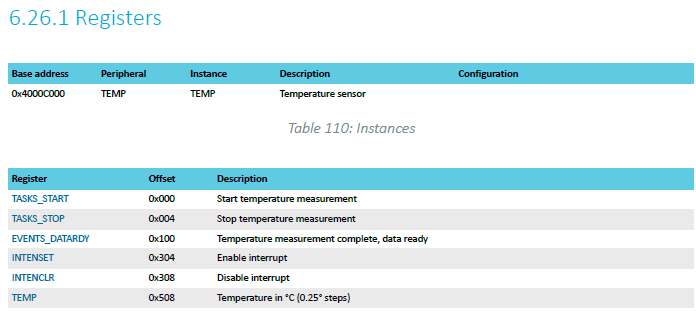 6.26.1 Registers
Base address Peripheral Instance Description Configuration
0x4000C000 TEMP TEMP Temperature sensor
Table 110: Instances
Register Offset Description
TASKS_START 0x000 Start temperature measurement
TASKS_STOP 0x004 Stop temperature measurement
EVENTS_DATARDY 0x100 Temperature measurement complete, data ready
INTENSET 0x304 Enable interrupt
INTENCLR 0x308 Disable interrupt
TEMP 0x508 Temperature in °C (0.25° steps)